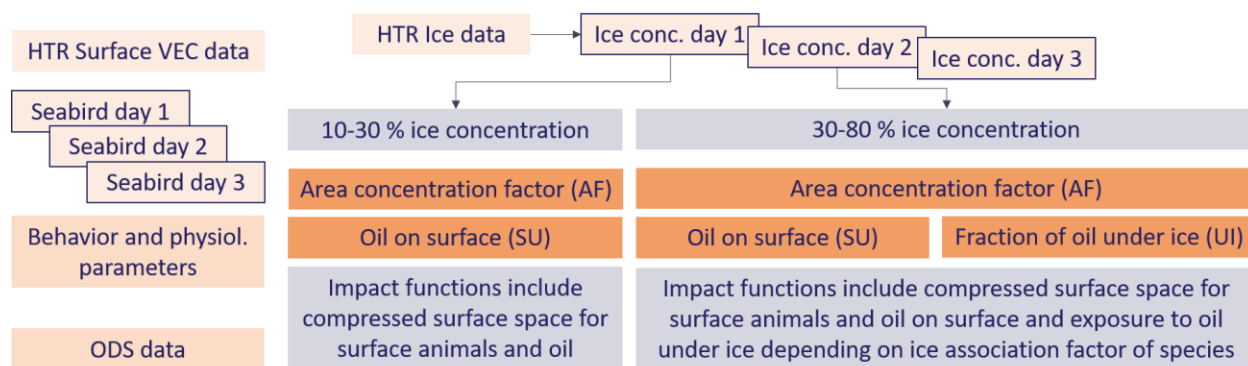 HTR Surface VEC data
Seabird day 1
Seabird day 2
Seabird day 3
Behavior and physiol.
parameters
ODS data
HTR Ice data
Ice conc. day 1
Ice conc. day 2
Ice conc. day 3
10-30 % ice concentration
Area concentration factor (AF)
Oil on surface (SU)
Impact functions include
compressed surface space for
surface animals and oil
30-80 % ice concentration
Area concentration factor (AF)
Oil on surface (SU)
Fraction of oil under ice (UI)
Impact functions include compressed surface space for
surface animals and oil on surface and exposure to oil
under ice depending on ice association factor of species